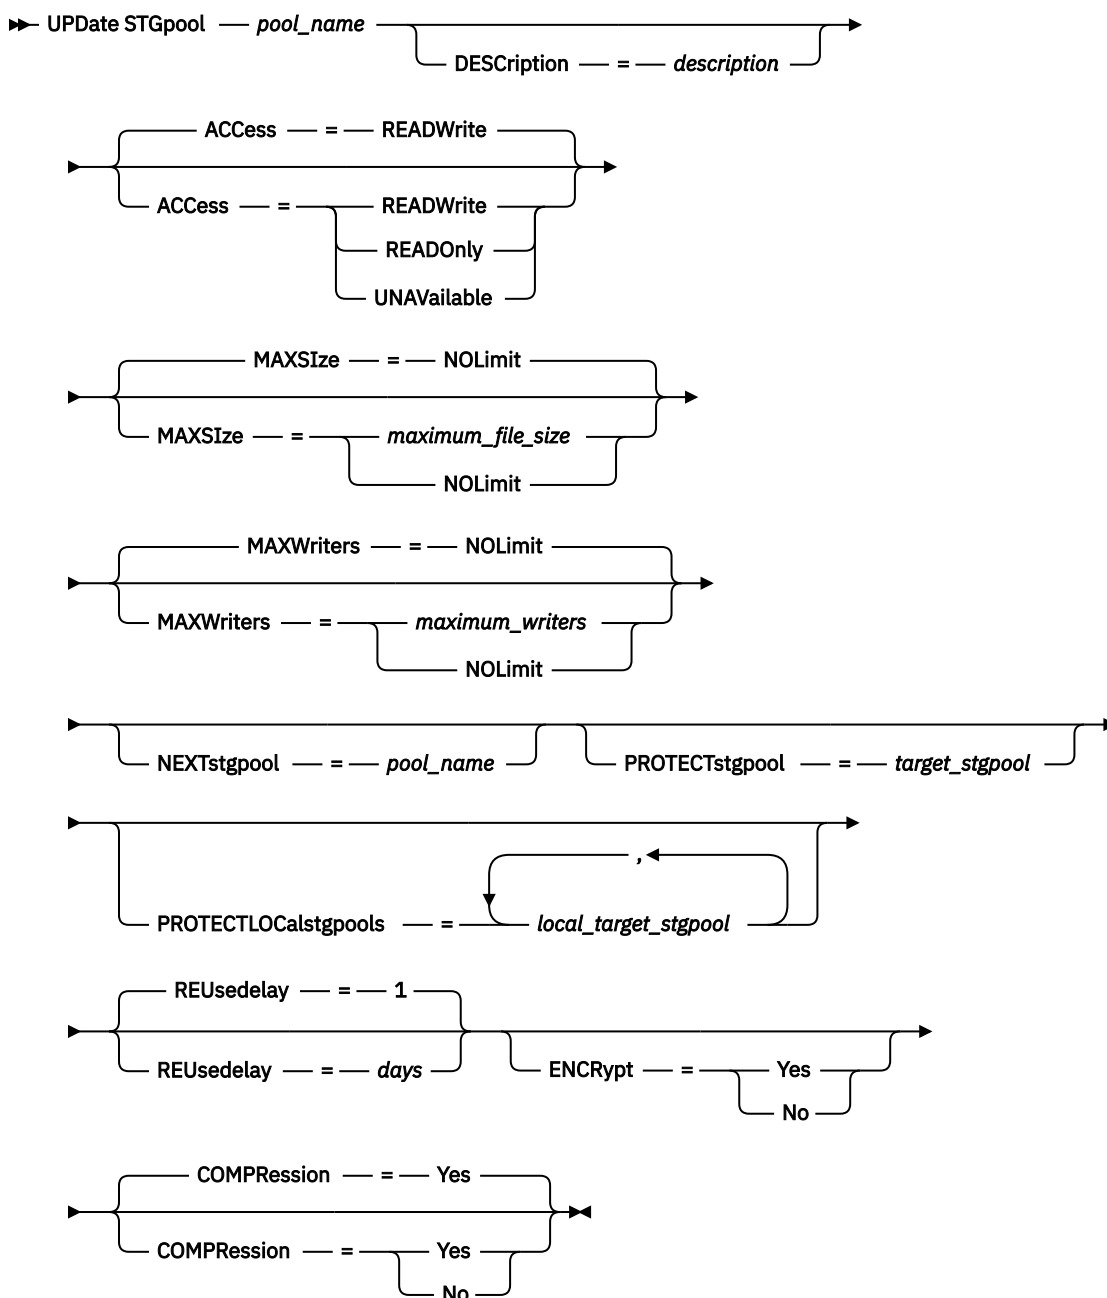 UPDate STGpool pool_name
DESCription = description
ACCess = READWrite
ACCess = READWrite
READOnly
UNAVailable
MAXSIze = NOLimit
MAXSIze = maximum_file_size
NOLimit
MAXWriters = NOLimit
MAXWriters = maximum_writers
NOLimit
NEXTstgpool = pool_name PROTECTstgpool = target_stgpool
,
PROTECTLOCalstgpools = local_target_stgpool
REUsedelay = 1
REUsedelay = days ENCRypt = Yes
No
COMPRession = Yes
COMPRession = Yes
No